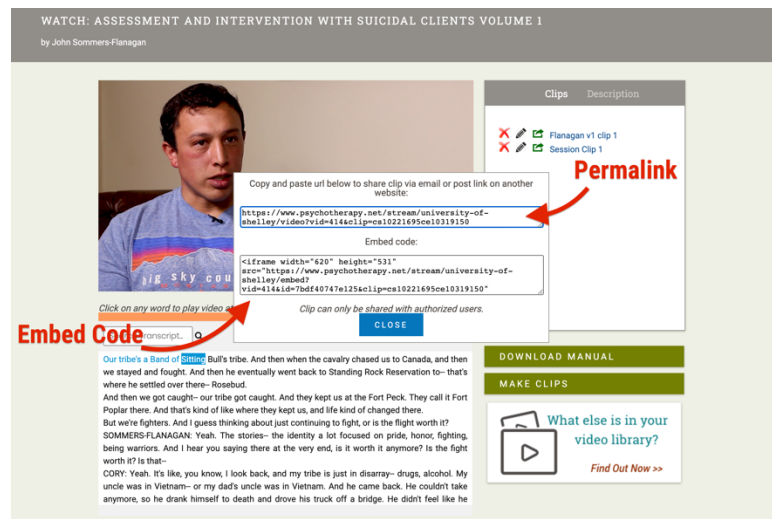 WATCH: ASSESSMENT AND INTERVENTION WITH SUICIDAL CLIENTS VOLUME 1
by John Sommers-Flanagan
Clips Description
Flanagan v1 clip 1
Session Clip 1
Permalink
big sky cou
Copy and paste url below to share clip via email or post link on another
website:
https://www.psychotherapy.net/stream/university-of-
shelley/video?vid=414&clip=cs10221695ce10319150
Embed code:
<iframe width="620" height="531"
src="https://www.psychotherapy.net/stream/university-of-
shelley/embed?
vid=414&id=7bdf40747e125&clip=cs10221695ce10319150"
Clip can only be shared with authorized users.
CLOSE
Click on any word to play video at
Embed Code
transcript..
Our tribe's a Band of Sitting Bull's tribe. And then when the cavalry chased us to Canada, and then
we stayed and fought. And then he eventually went back to Standing Rock Reservation to– that's
where he settled over there– Rosebud.
And then we got caught– our tribe got caught. And they kept us at the Fort Peck. They call it Fort
Poplar there. And that's kind of like where they kept us, and life kind of changed there.
But we're fighters. And I guess thinking about just continuing to fight, or is the flight worth it?
SOMMERS-FLANAGAN: Yeah. The stories– the identity a lot focused on pride, honor, fighting,
being warriors. And I hear you saying there at the very end, is it worth it anymore? Is the fight
worth it? Is that–
CORY: Yeah. It's like, you know, I look back, and my tribe is just in disarray– drugs, alcohol. My
uncle was in Vietnam– or my dad's uncle was in Vietnam. And he came back. He couldn't take
anymore, so he drank himself to death and drove his truck off a bridge. He didn't feel like he
DOWNLOAD MANUAL
MAKE CLIPS
What else is in your
video library?
Find Out Now >>